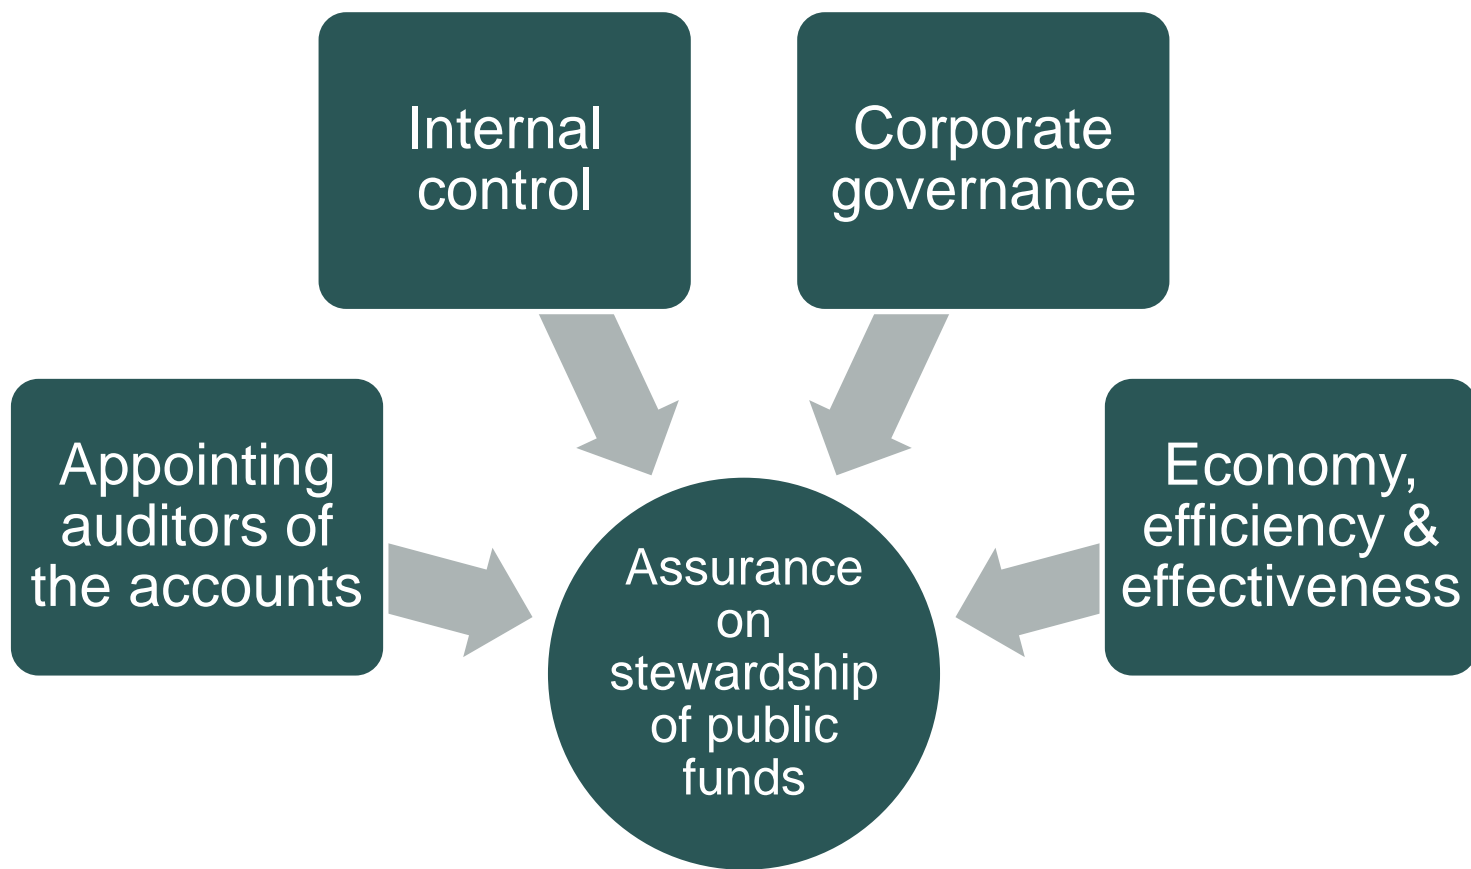 Internal
control
Corporate
governance
Appointing
auditors of
the accounts
Economy,
efficiency &
effectiveness
Assurance
on
stewardship
of public
funds